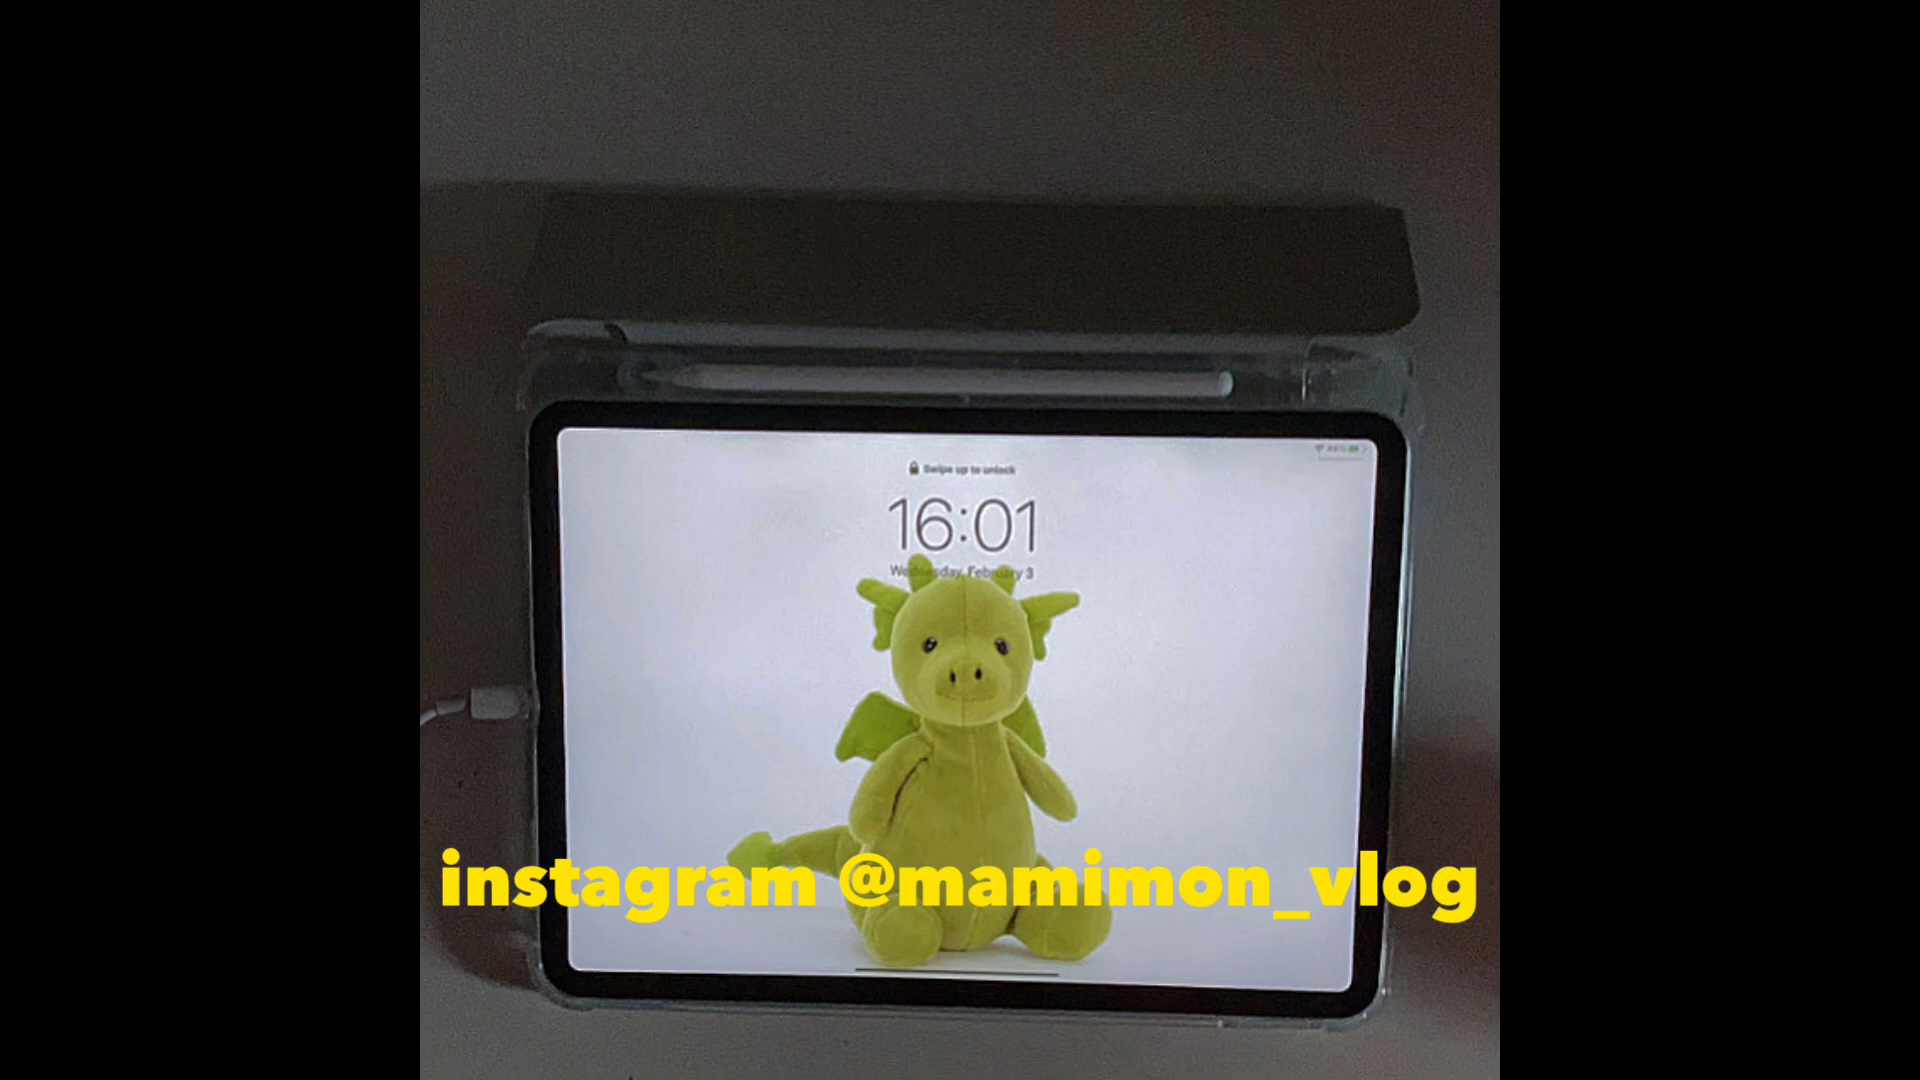 Swipe up to unlock
16:01
Wednesday, February 3
instagram @mamimon_vlog